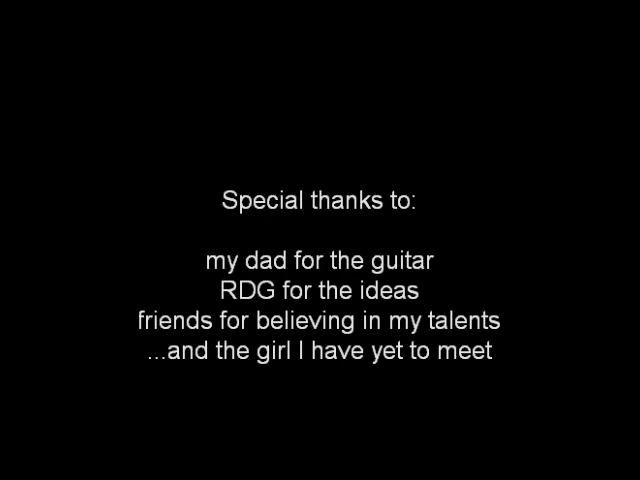 Special thanks to:
my dad for the guitar
RDG for the ideas
friends for believing in my talents
...and the girl I have yet to meet